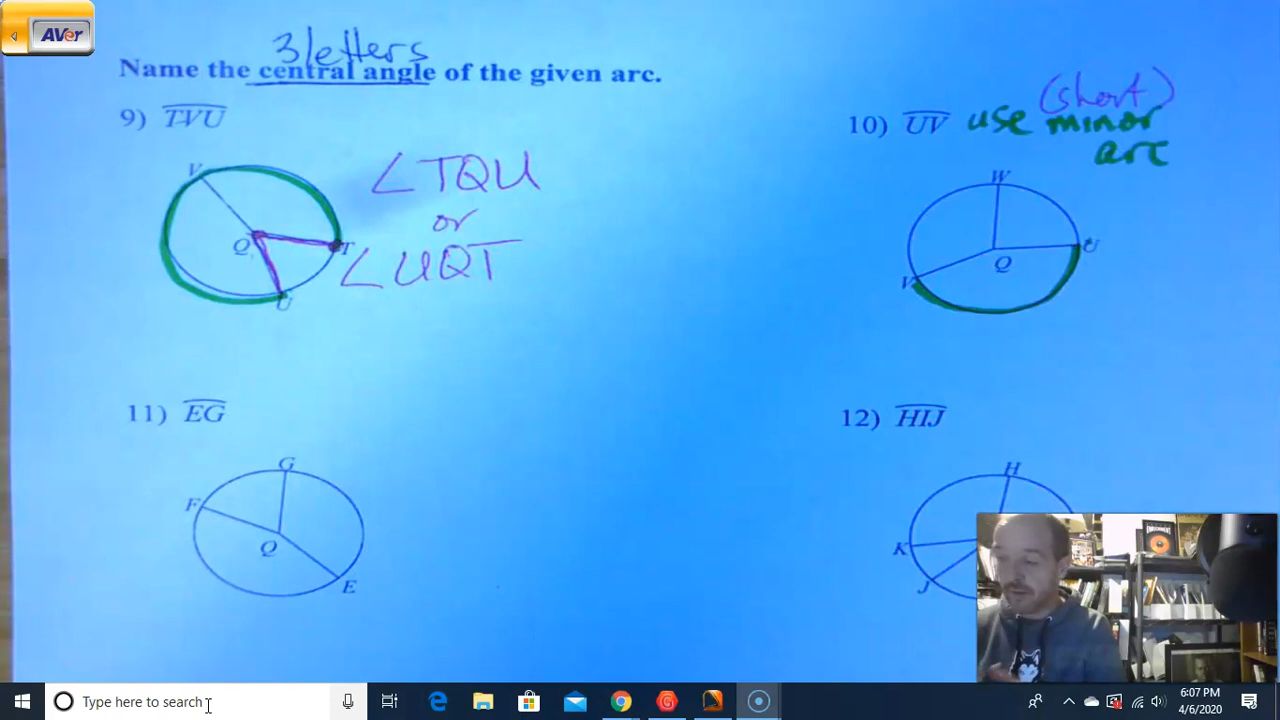 AVer
3 letters
Name the central angle of the given arc.
9) TVU
V
Q
T
U
∠TQU
or
∠UQT
10) UV use minor
(short)
arc
W
U
Q
V
11) EG
G
F
Q
E
12) HIJ
H
K
J
Type here to search
6:07 PM
4/6/2020